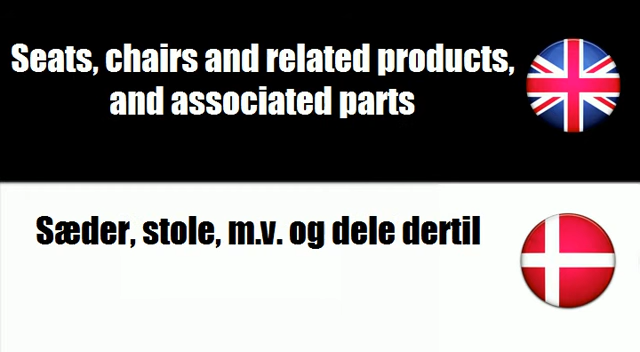 Seats, chairs and related products,
and associated parts
Sæder, stole, m.v. og dele dertil